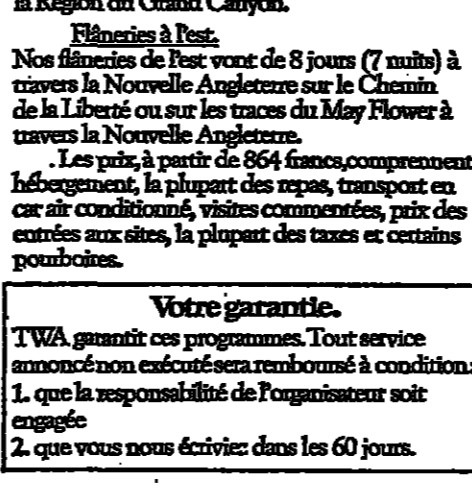 la Région du Grand Canyon.
Flâneries à l'est.
Nos flâneries de l'est vont de 8 jours (7 nuits) à
travers la Nouvelle Angleterre sur le Chemin
de la Liberté ou sur les traces du May Flower à
travers la Nouvelle Angleterre.
. Les prix, à partir de 864 francs, comprennent
hébergement, la plupart des repas, transport en
car air conditionné, visites commentées, prix des
entrées aux sites, la plupart des taxes et certains
pourboires.
Votre garantie.
TWA garantit ces programmes. Tout service
annoncé non exécuté sera remboursé à condition:
1. que la responsabilité de l'organisateur soit
engagée
2. que vous nous écriviez dans les 60 jours.